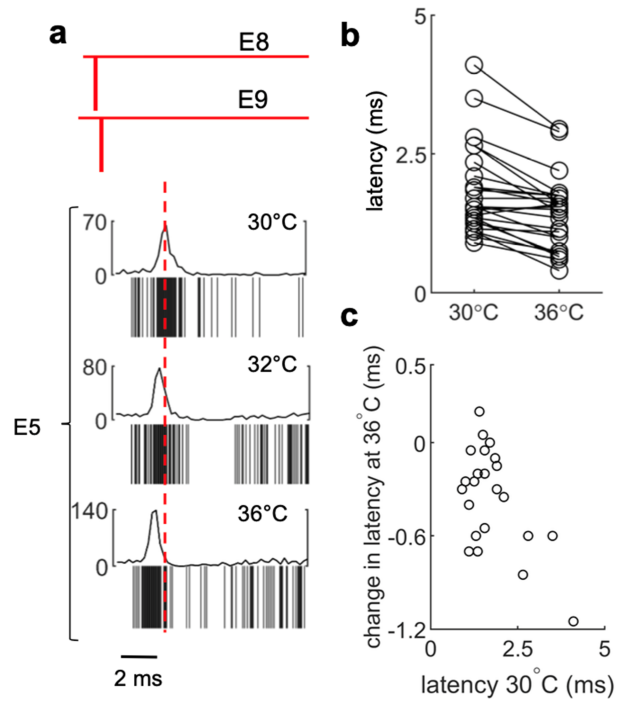 a
E8
E9
E5
70
0
30°C
80
0
32°C
140
0
36°C
2 ms
b
latency (ms)
5
2.5
0
30°C
36°C
c
change in latency at 36°C (ms)
0.5
0
-0.6
-1.2
0
2.5
5
latency 30°C (ms)